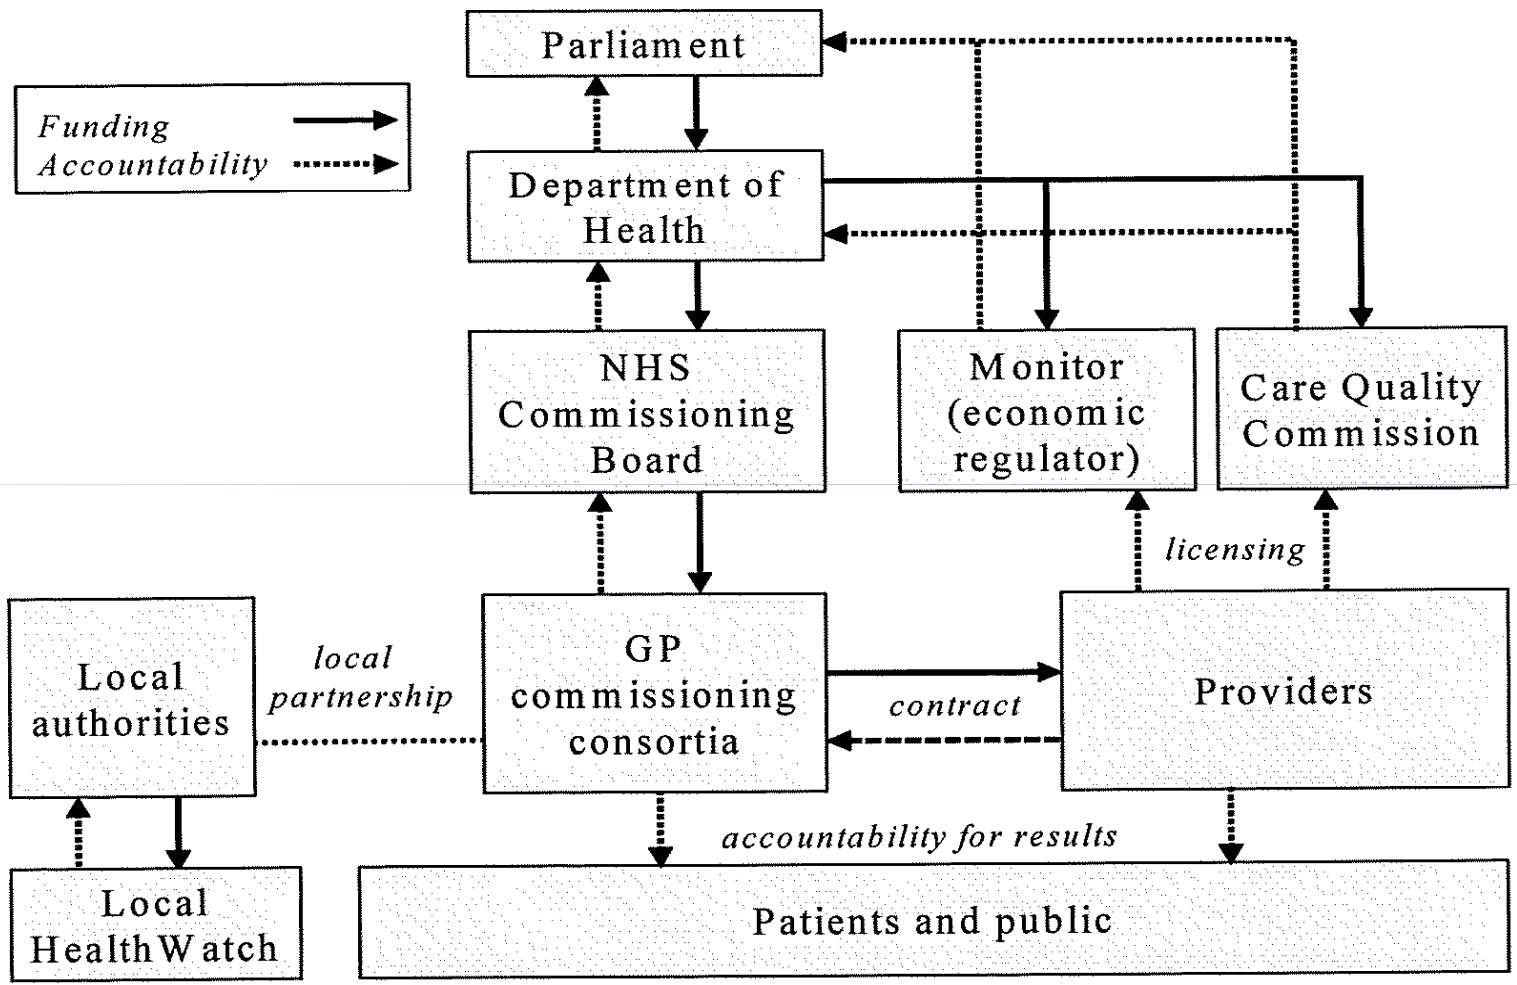 Parliament
Funding
Accountability
Department of
Health
NHS
Commissioning
Board
Monitor
(economic
regulator)
Care Quality
Commission
licensing
Local
authorities
local
partnership
GP
commissioning
consortia
contract
Providers
accountability for results
Local
HealthWatch
Patients and public